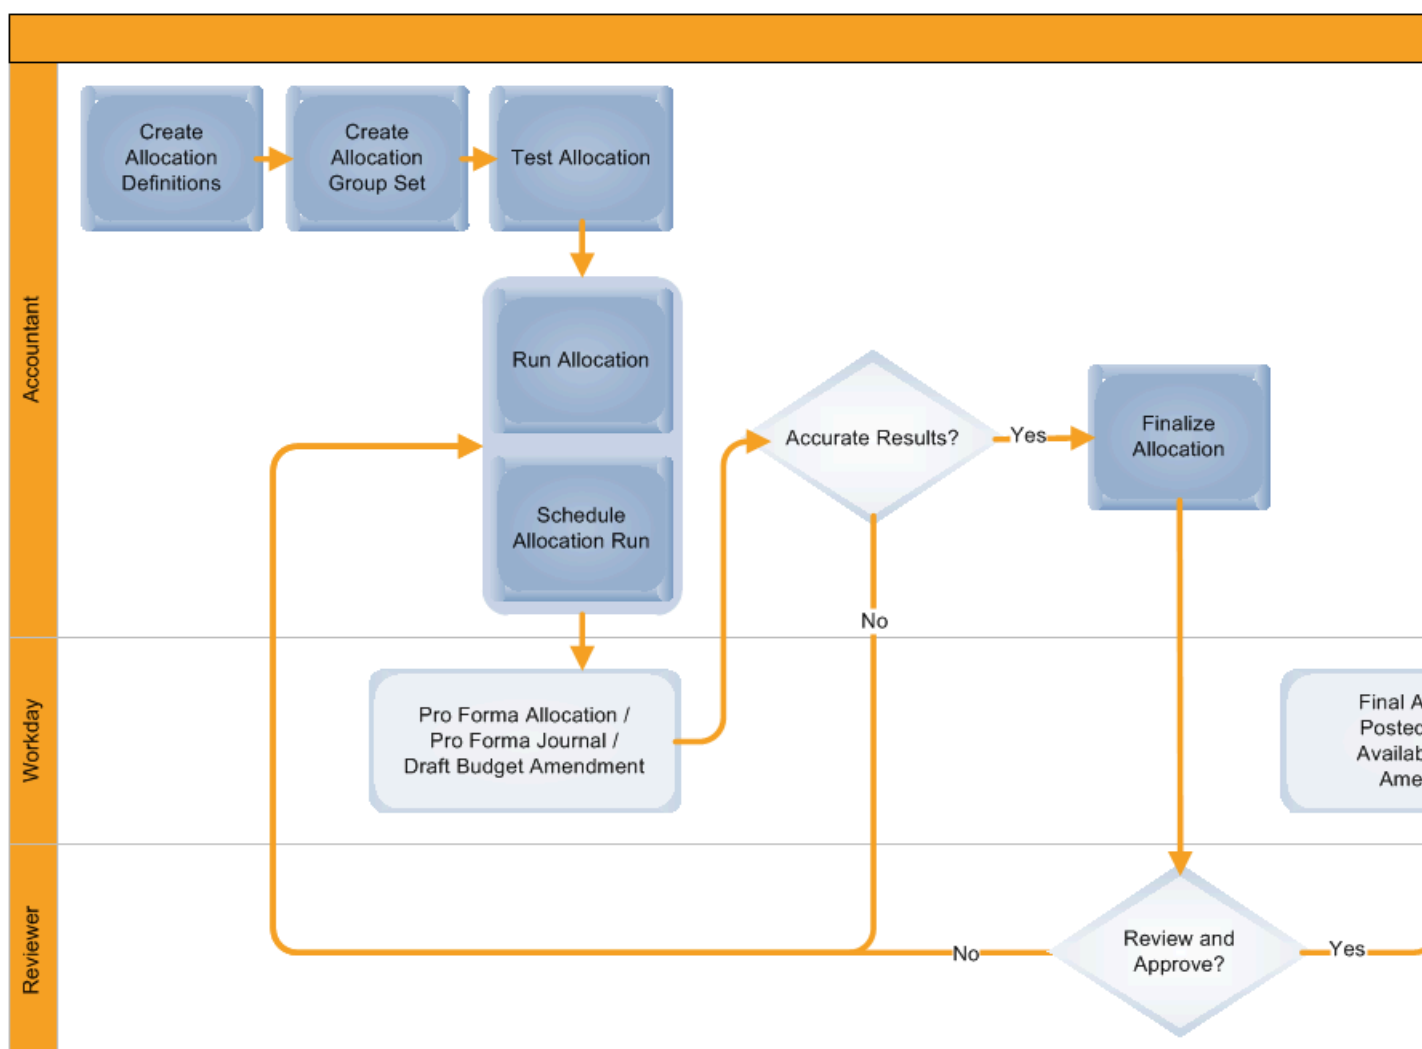 Accountant
Create
Allocation
Definitions
Create
Allocation
Group Set
Test Allocation
Run Allocation
Schedule
Allocation Run
Accurate Results?
Yes
No
Finalize
Allocation
Workday
Pro Forma Allocation /
Pro Forma Journal /
Draft Budget Amendment
Final
Reviewer
No
Review and
Approve?
Yes